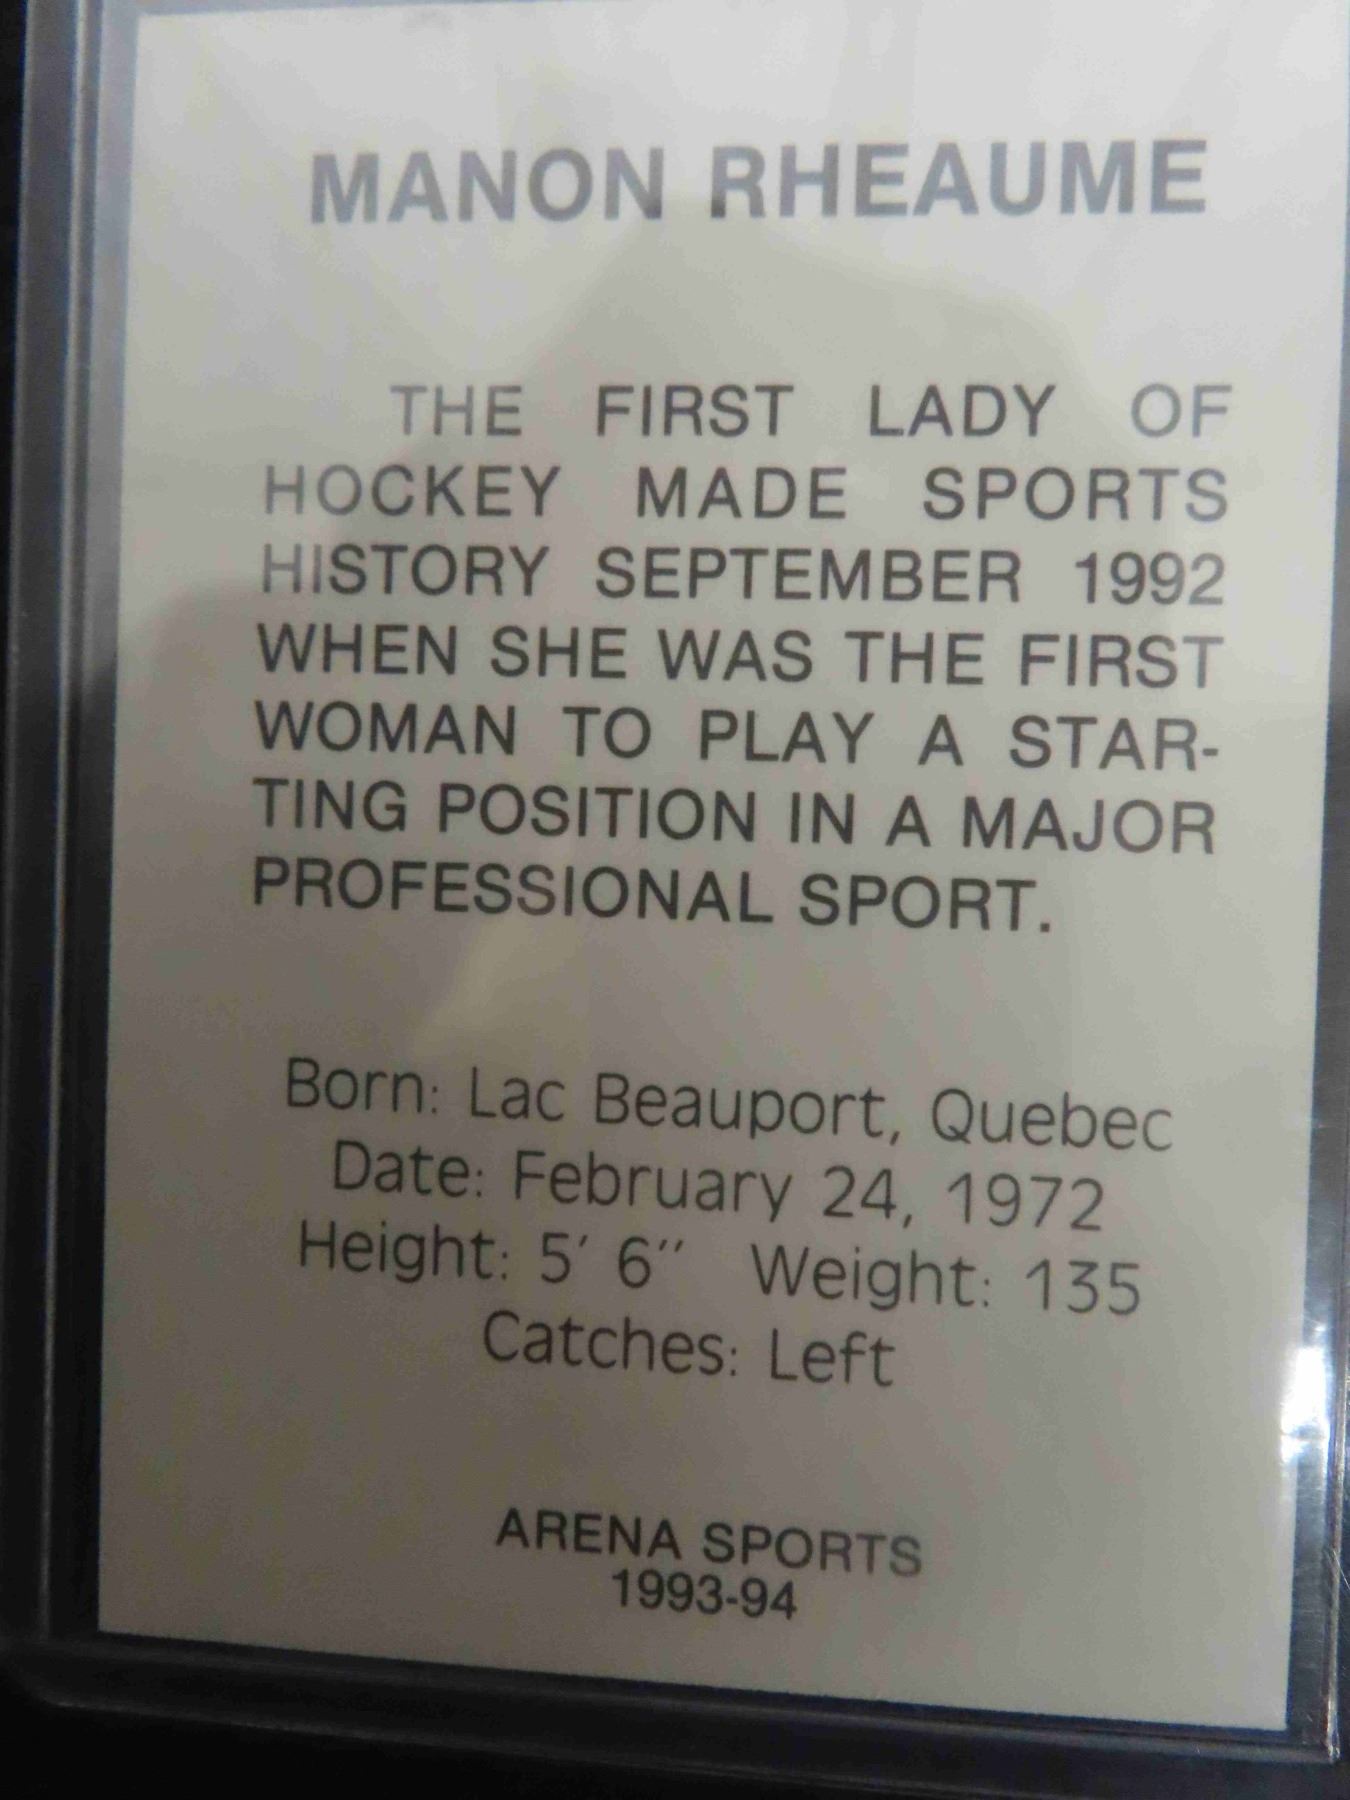 MANON RHEAUME
THE FIRST LADY OF
HOCKEY MADE SPORTS
HISTORY SEPTEMBER 1992
WHEN SHE WAS THE FIRST
WOMAN TO PLAY A STAR-
TING POSITION IN A MAJOR
PROFESSIONAL SPORT.
Born: Lac Beauport, Quebec
Date: February 24, 1972
Height: 5' 6" Weight: 135
Catches: Left
ARENA SPORTS
1993-94